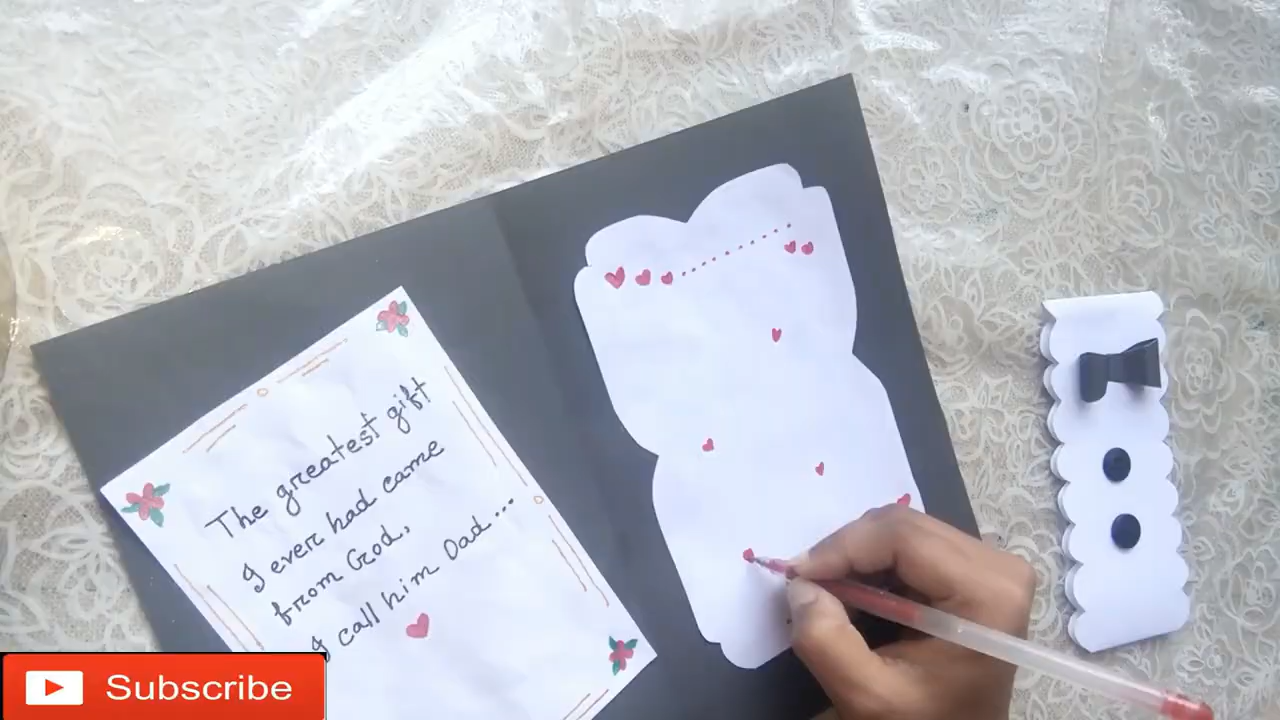 The greatest gift
I ever had came
from God,
I call him Dad...
Subscribe